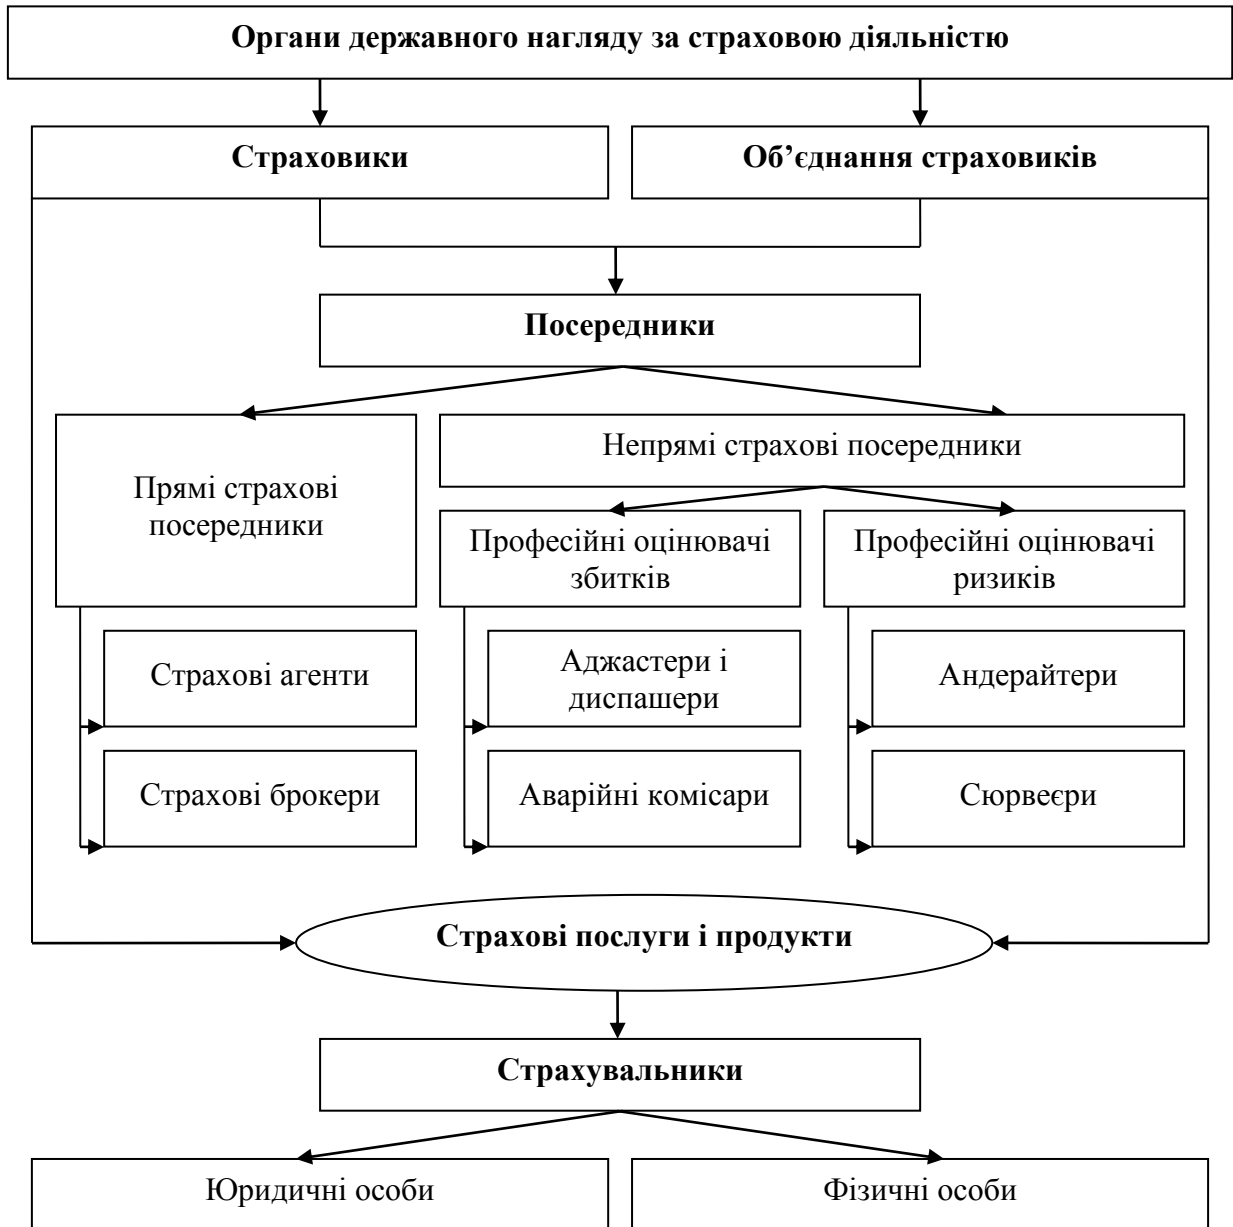 Органи державного нагляду за страховою діяльністю
Страховики
Об’єднання страховиків
Посередники
Прямі страхові
посередники
Непрямі страхові посередники
Професійні оцінювачі
збитків
Професійні оцінювачі
ризиків
Страхові агенти
Аджастери і
диспашери
Андерайтери
Страхові брокери
Аварійні комісари
Сюрвеєри
Страхові послуги і продукти
Страхувальники
Юридичні особи
Фізичні особи